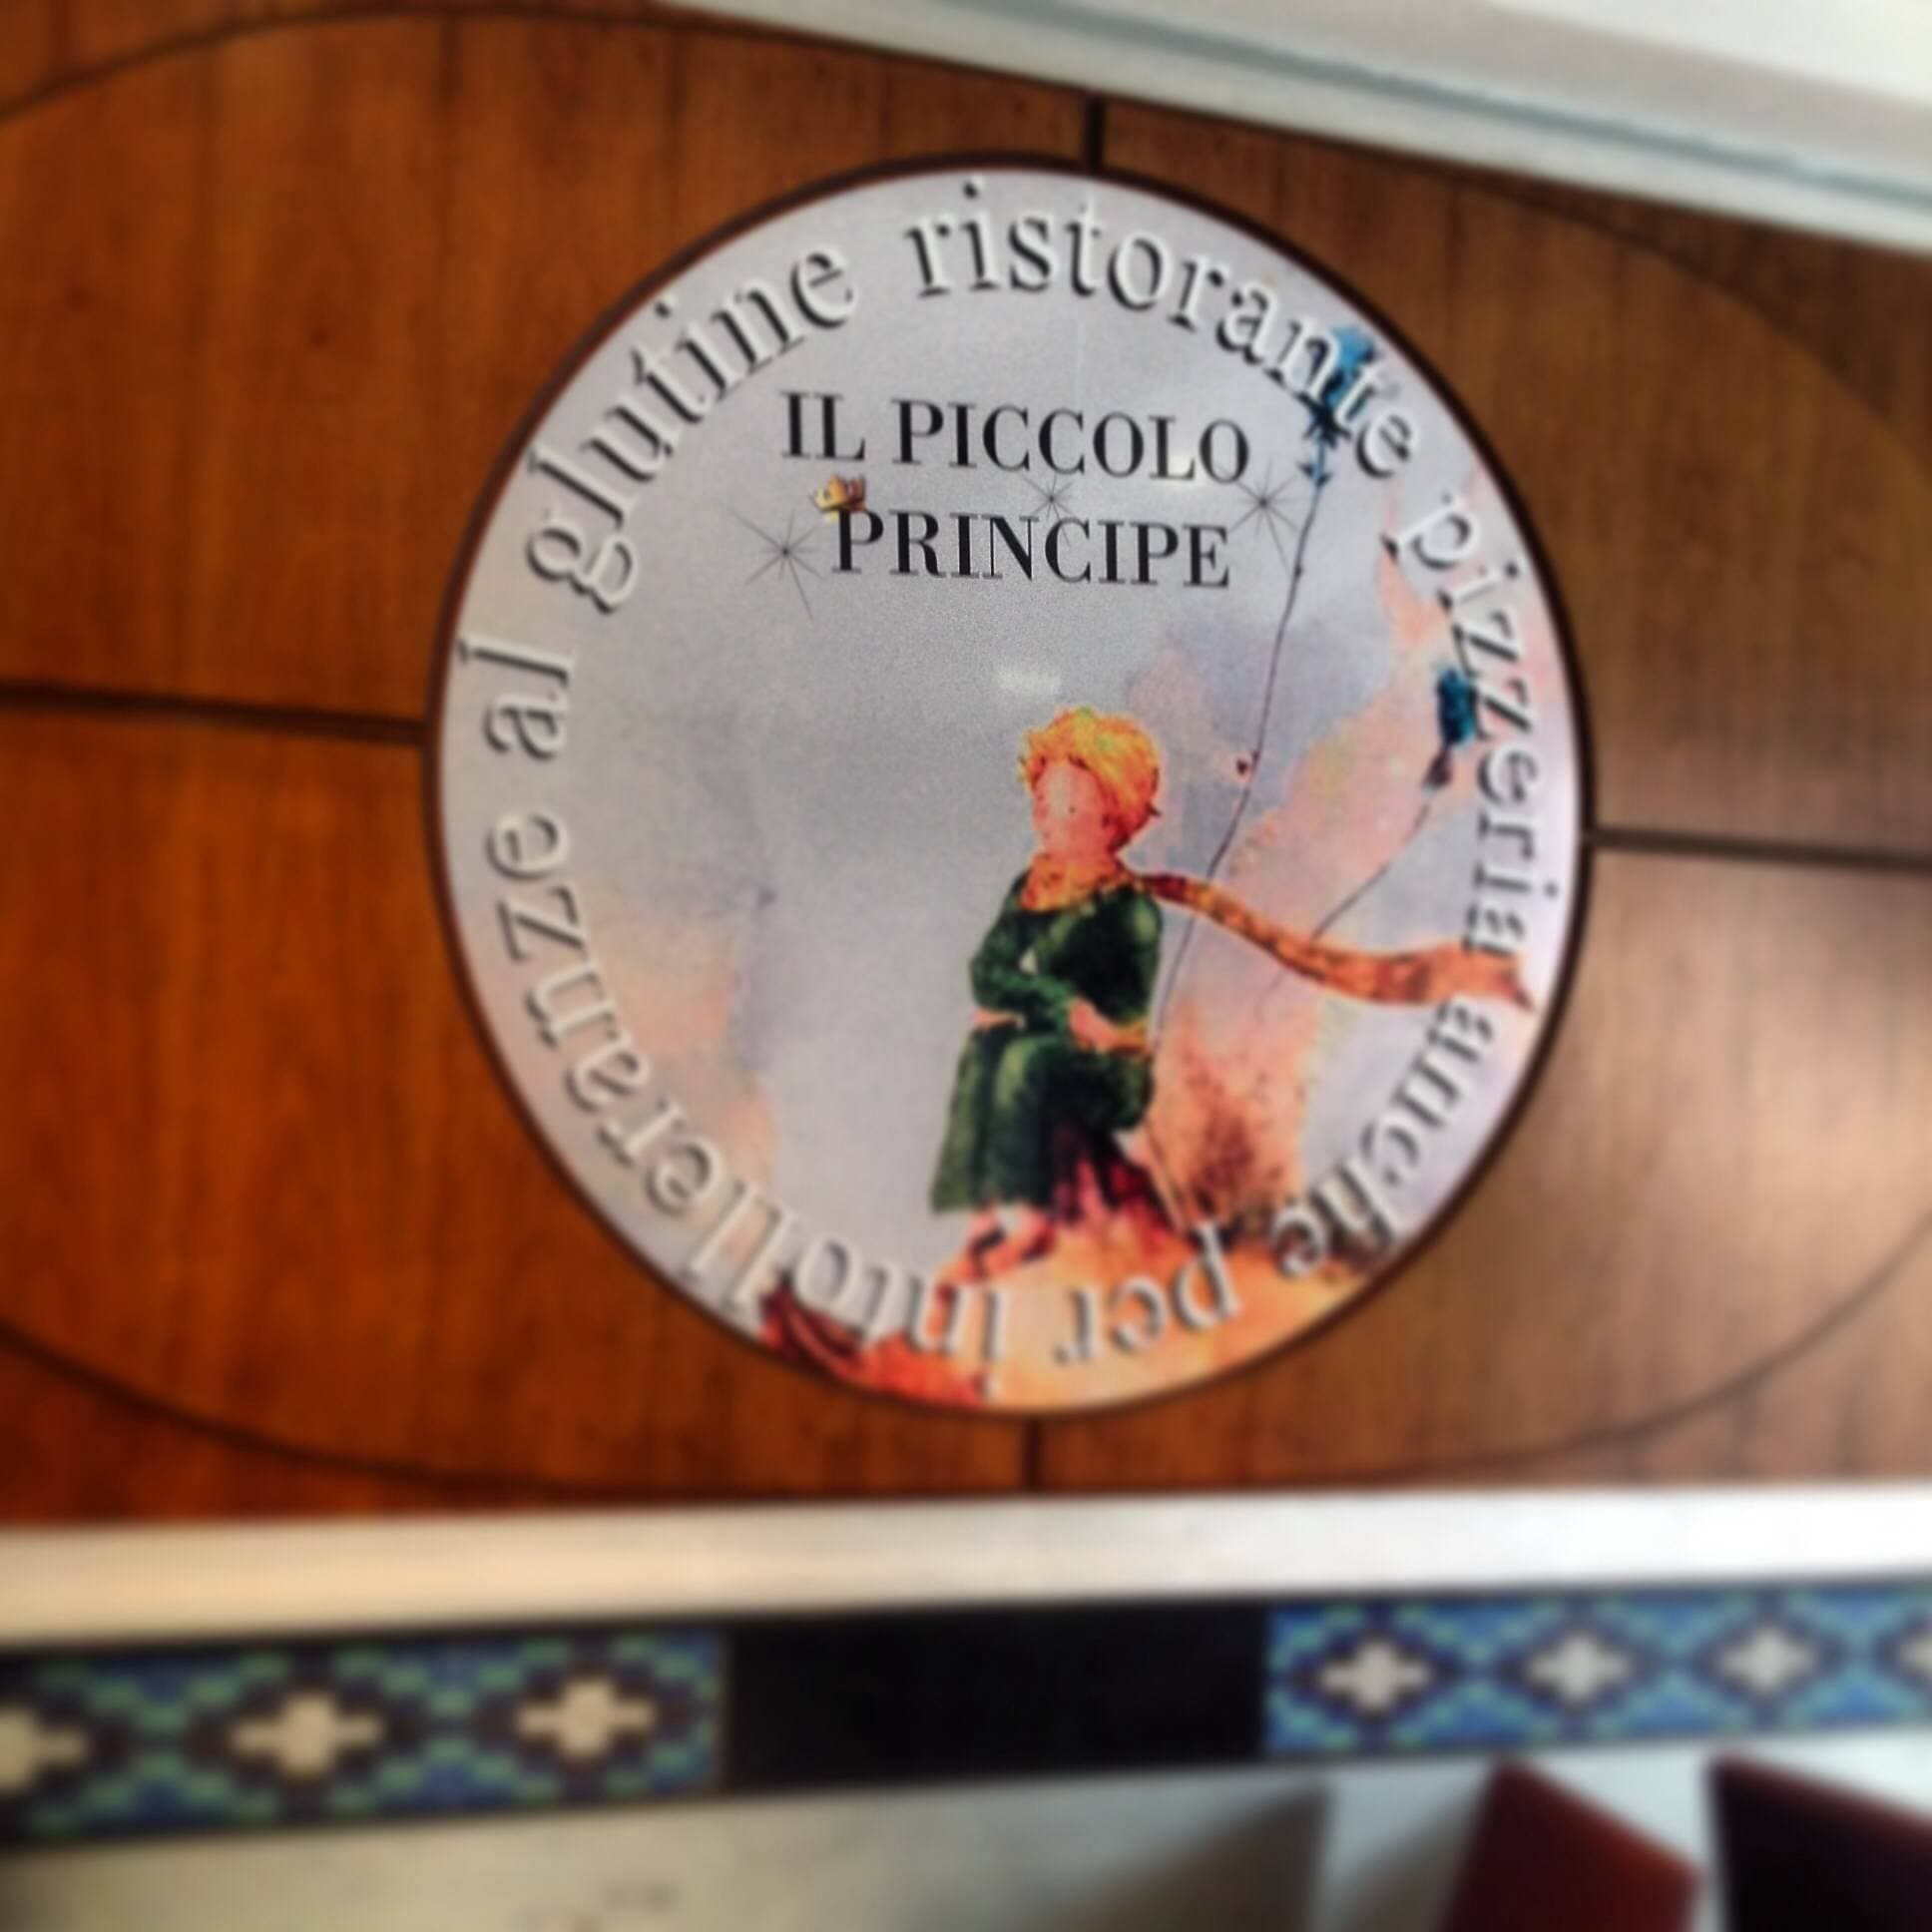 IL PICCOLO
PRINCIPE
ristorante pizzeria anche per intolleranze al glutine